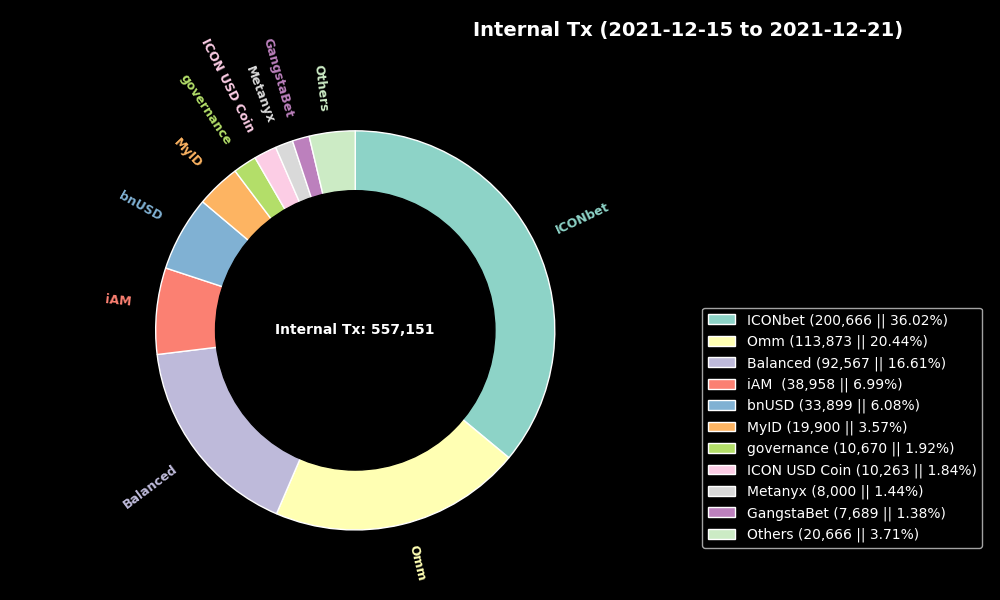 Internal Tx (2021-12-15 to 2021-12-21)
ICON USD Coin
GangstaBet
Metanyx
Others
governance
MyID
bnUSD
ICONbet
iAM
Internal Tx: 557,151
Balanced
Omm
ICONbet (200,666 || 36.02%)
Omm (113,873 || 20.44%)
Balanced (92,567 || 16.61%)
iAM  (38,958 || 6.99%)
bnUSD (33,899 || 6.08%)
MyID (19,900 || 3.57%)
governance (10,670 || 1.92%)
ICON USD Coin (10,263 || 1.84%)
Metanyx (8,000 || 1.44%)
GangstaBet (7,689 || 1.38%)
Others (20,666 || 3.71%)